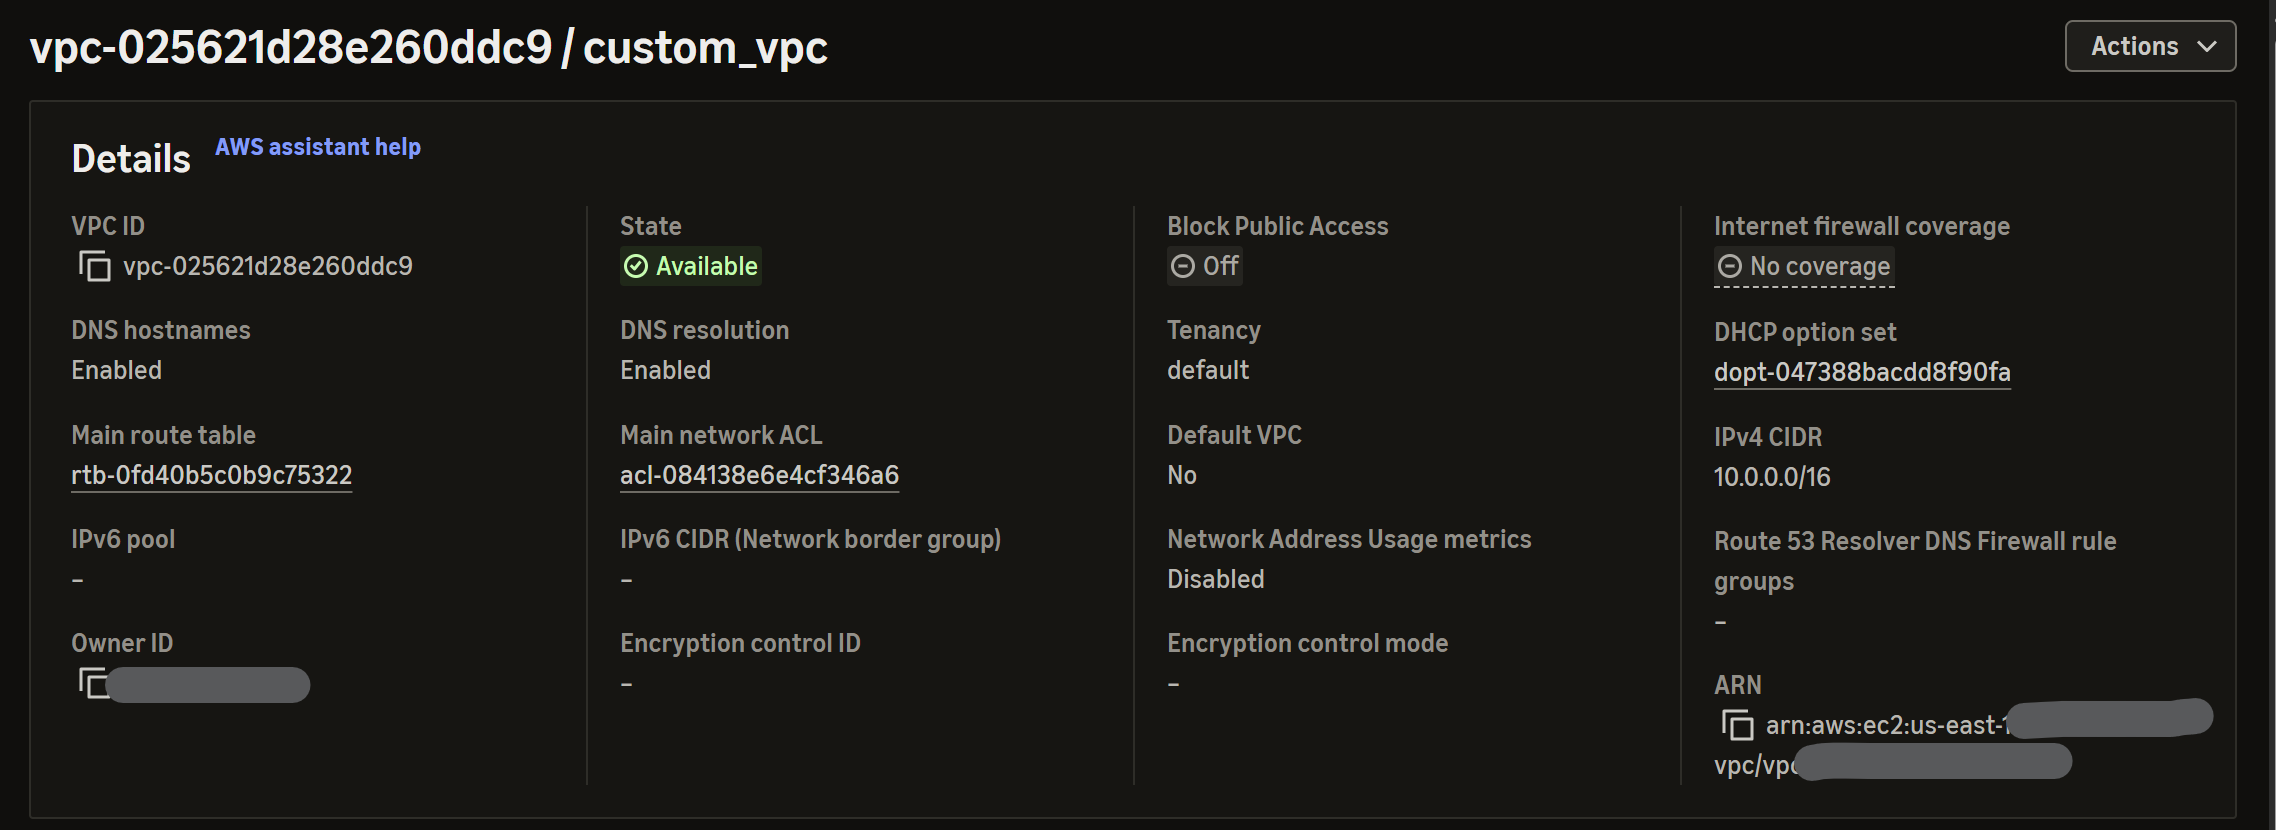 vpc-025621d28e260ddc9 / custom_vpc
Actions
Details
AWS assistant help
VPC ID
vpc-025621d28e260ddc9
State
Available
Block Public Access
Off
Internet firewall coverage
No coverage
DNS hostnames
Enabled
DNS resolution
Enabled
Tenancy
default
DHCP option set
dopt-047388bacdd8f90fa
Main route table
rtb-0fd40b5c0b9c75322
Main network ACL
acl-084138e6e4cf346a6
Default VPC
No
IPv4 CIDR
10.0.0.0/16
IPv6 pool
–
IPv6 CIDR (Network border group)
–
Network Address Usage metrics
Disabled
Route 53 Resolver DNS Firewall rule
groups
–
Owner ID
Encryption control ID
–
Encryption control mode
–
ARN
arn:aws:ec2:us-east-1
vpc/vpc